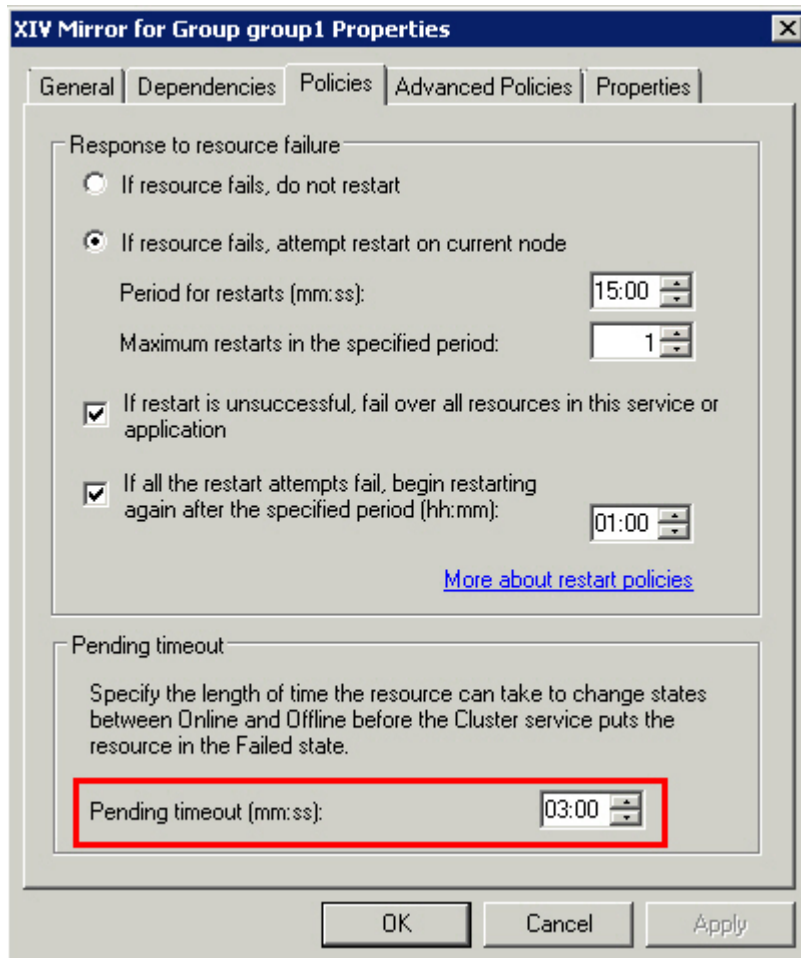 XIV Mirror for Group group1 Properties
General Dependencies Policies Advanced Policies Properties
Response to resource failure
If resource fails, do not restart
If resource fails, attempt restart on current node
Period for restarts (mm:ss): 15:00
Maximum restarts in the specified period: 1
If restart is unsuccessful, fail over all resources in this service or
application
If all the restart attempts fail, begin restarting
again after the specified period (hh:mm): 01:00
More about restart policies
Pending timeout
Specify the length of time the resource can take to change states
between Online and Offline before the Cluster service puts the
resource in the Failed state.
Pending timeout (mm:ss): 03:00
OK Cancel Apply